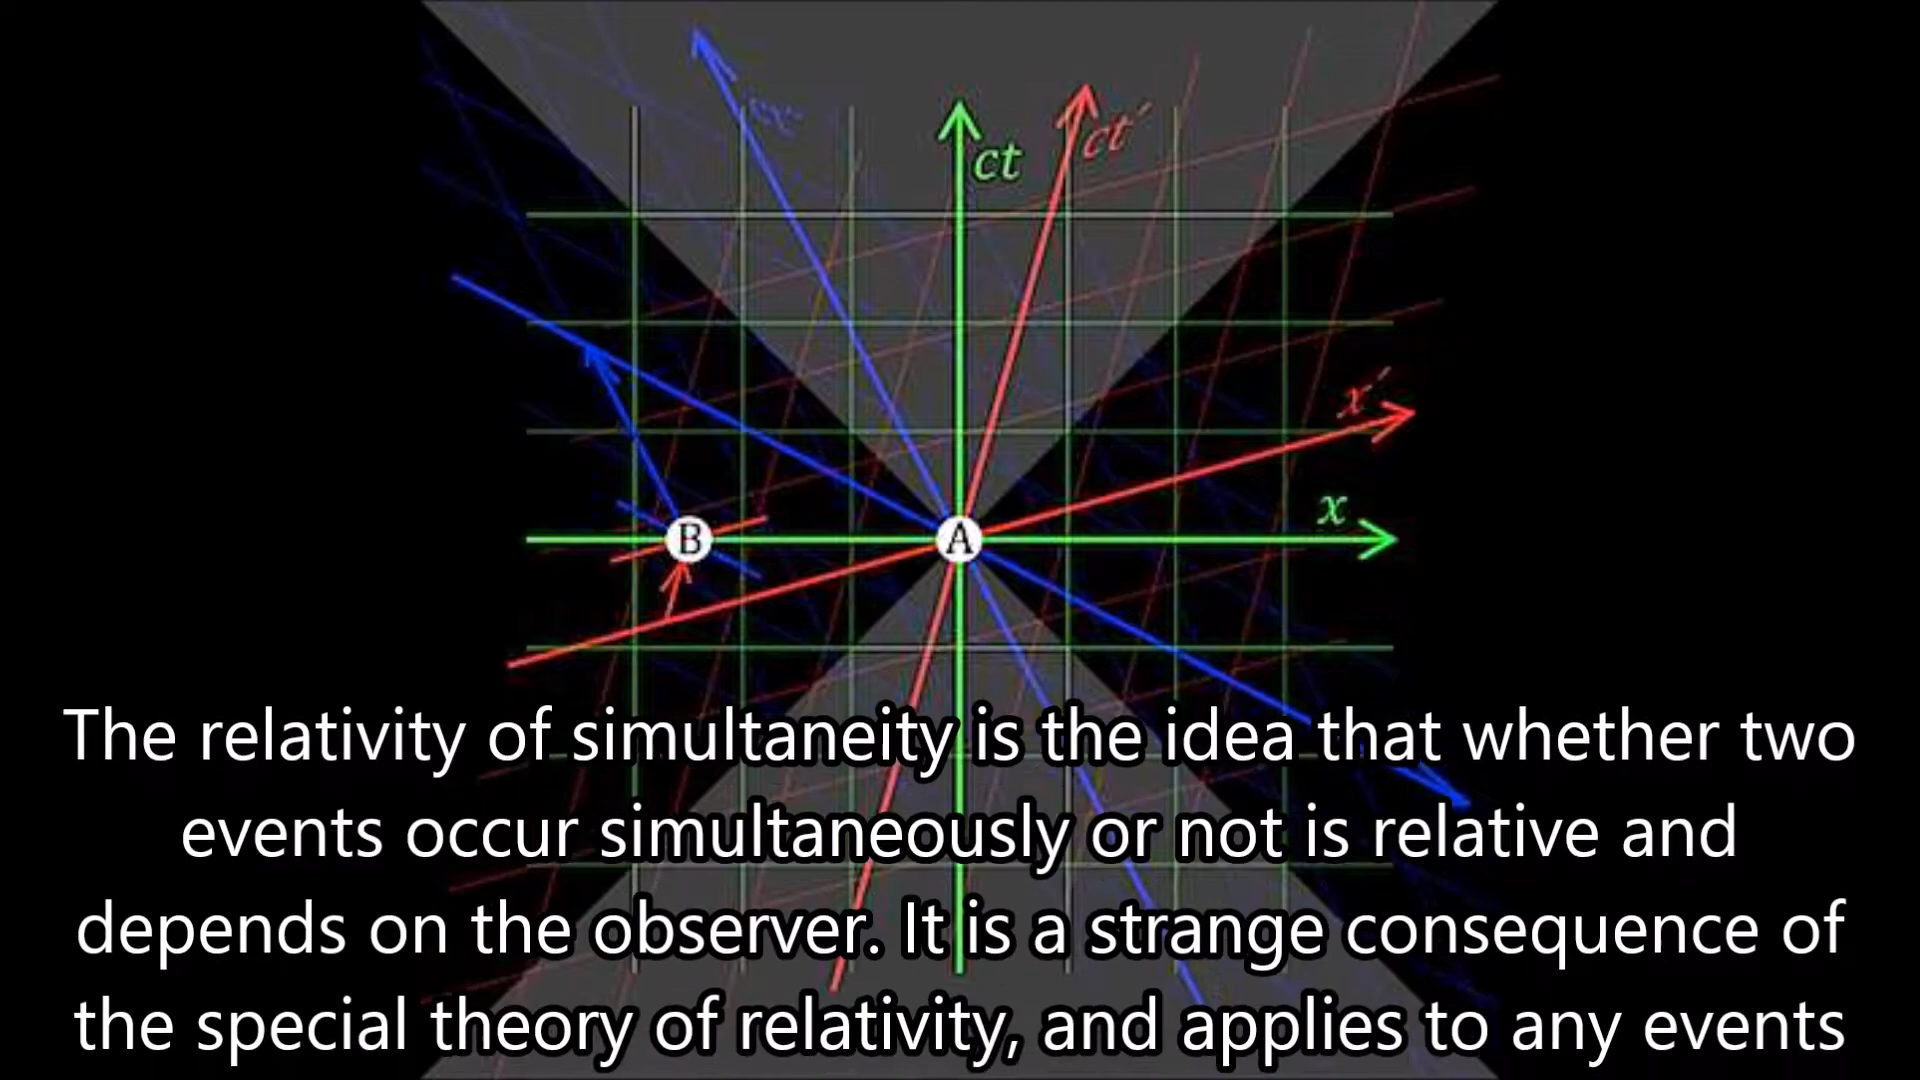 ct
ct´
x´
x
B
A
The relativity of simultaneity is the idea that whether two
events occur simultaneously or not is relative and
depends on the observer. It is a strange consequence of
the special theory of relativity, and applies to any events